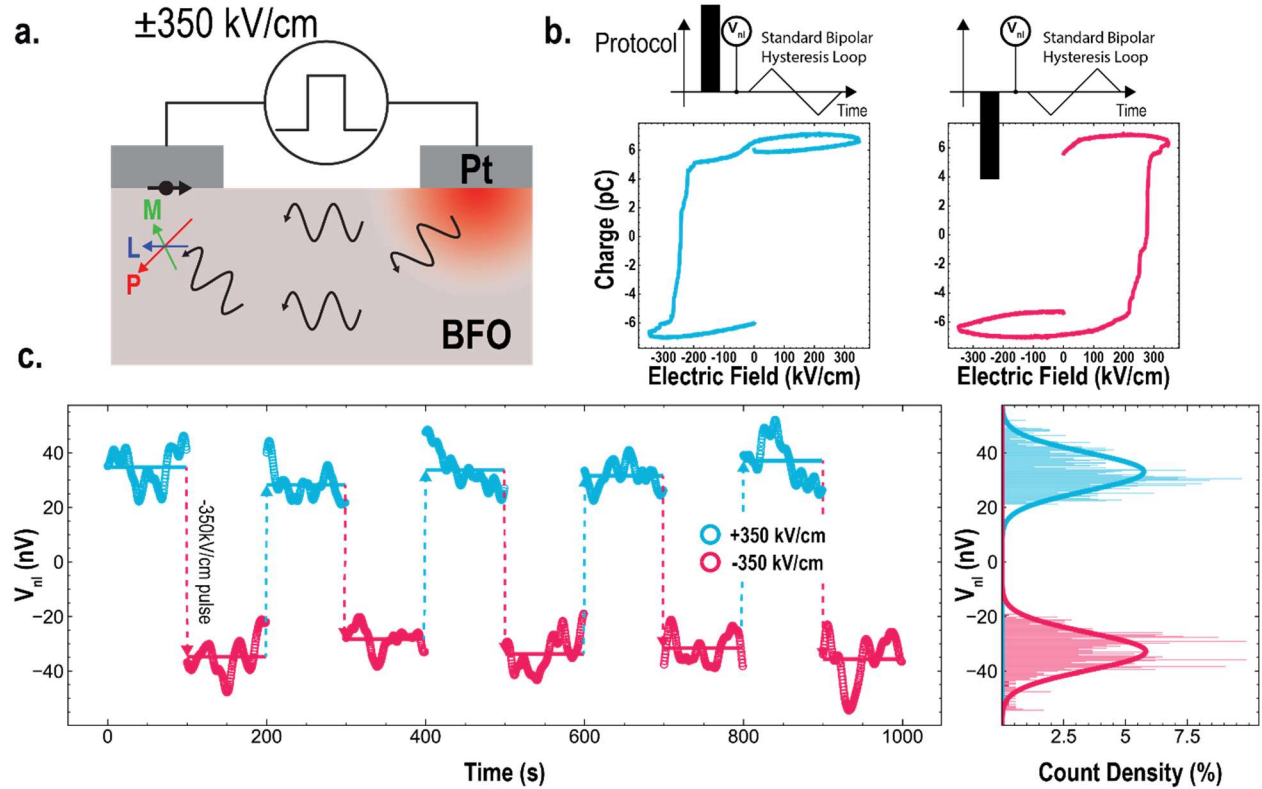 a.
±350 kV/cm
Pt
M
L
P
BFO
b.
Protocol
Vnl
Standard Bipolar
Hysteresis Loop
Time
Vnl
Standard Bipolar
Hysteresis Loop
Time
Charge (pC)
6
4
2
0
-2
-4
-6
-300 -200 -100 0 100 200 300
Electric Field (kV/cm)
6
4
2
0
-2
-4
-6
-300 -200 -100 0 100 200 300
Electric Field (kV/cm)
c.
Vnl (nV)
40
20
0
−20
−40
-350kV/cm pulse
+350 kV/cm
-350 kV/cm
0 200 400 600 800 1000
Time (s)
Vnl (nV)
40
20
0
−20
−40
2.5 5 7.5
Count Density (%)